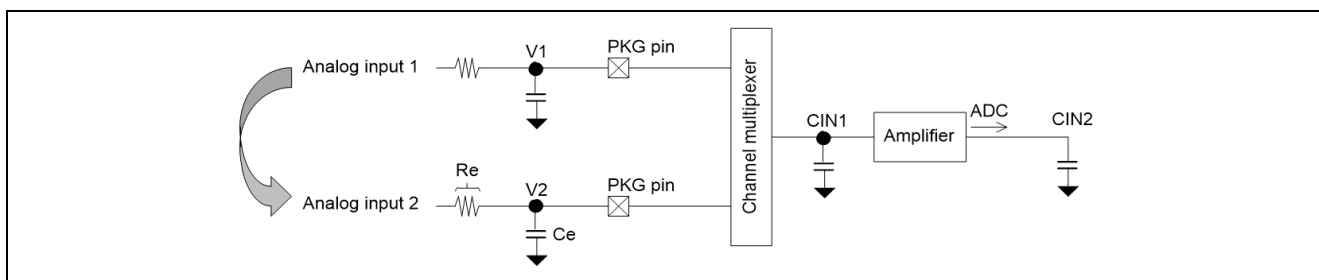 Analog input 1
V1
PKG pin
Channel multiplexer
CIN1
Amplifier
ADC
CIN2
Re
Analog input 2
V2
PKG pin
Ce